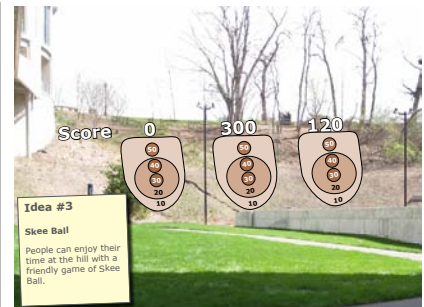 Score 0 300 120
50 50 50
40 40 40
30 30 30
20 20 20
10 10 10
Idea #3
Skee Ball
People can enjoy their
time at the hill with a
friendly game of Skee
Ball.